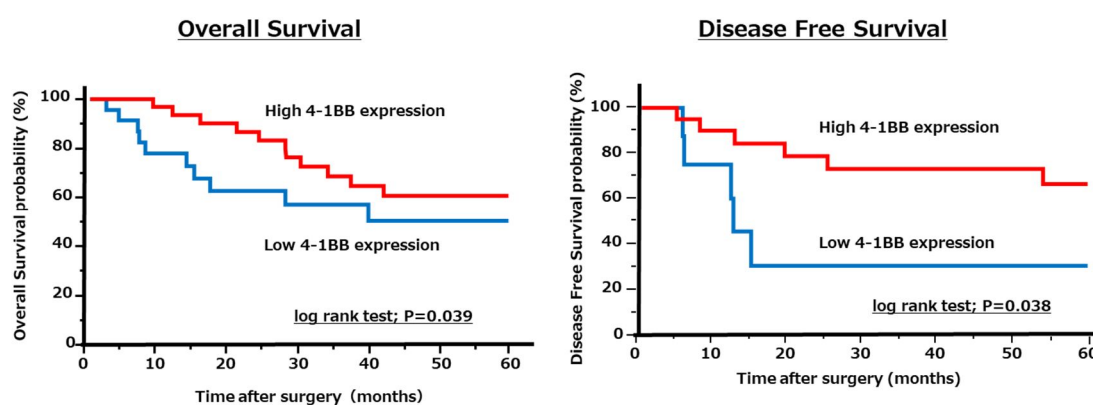 Overall Survival
Overall Survival probability (%)
100
80
60
40
20
0
High 4-1BB expression
Low 4-1BB expression
log rank test; P=0.039
0 10 20 30 40 50 60
Time after surgery (months)
Disease Free Survival
Disease Free Survival probability (%)
100
80
60
40
20
0
High 4-1BB expression
Low 4-1BB expression
log rank test; P=0.038
0 10 20 30 40 50 60
Time after surgery (months)